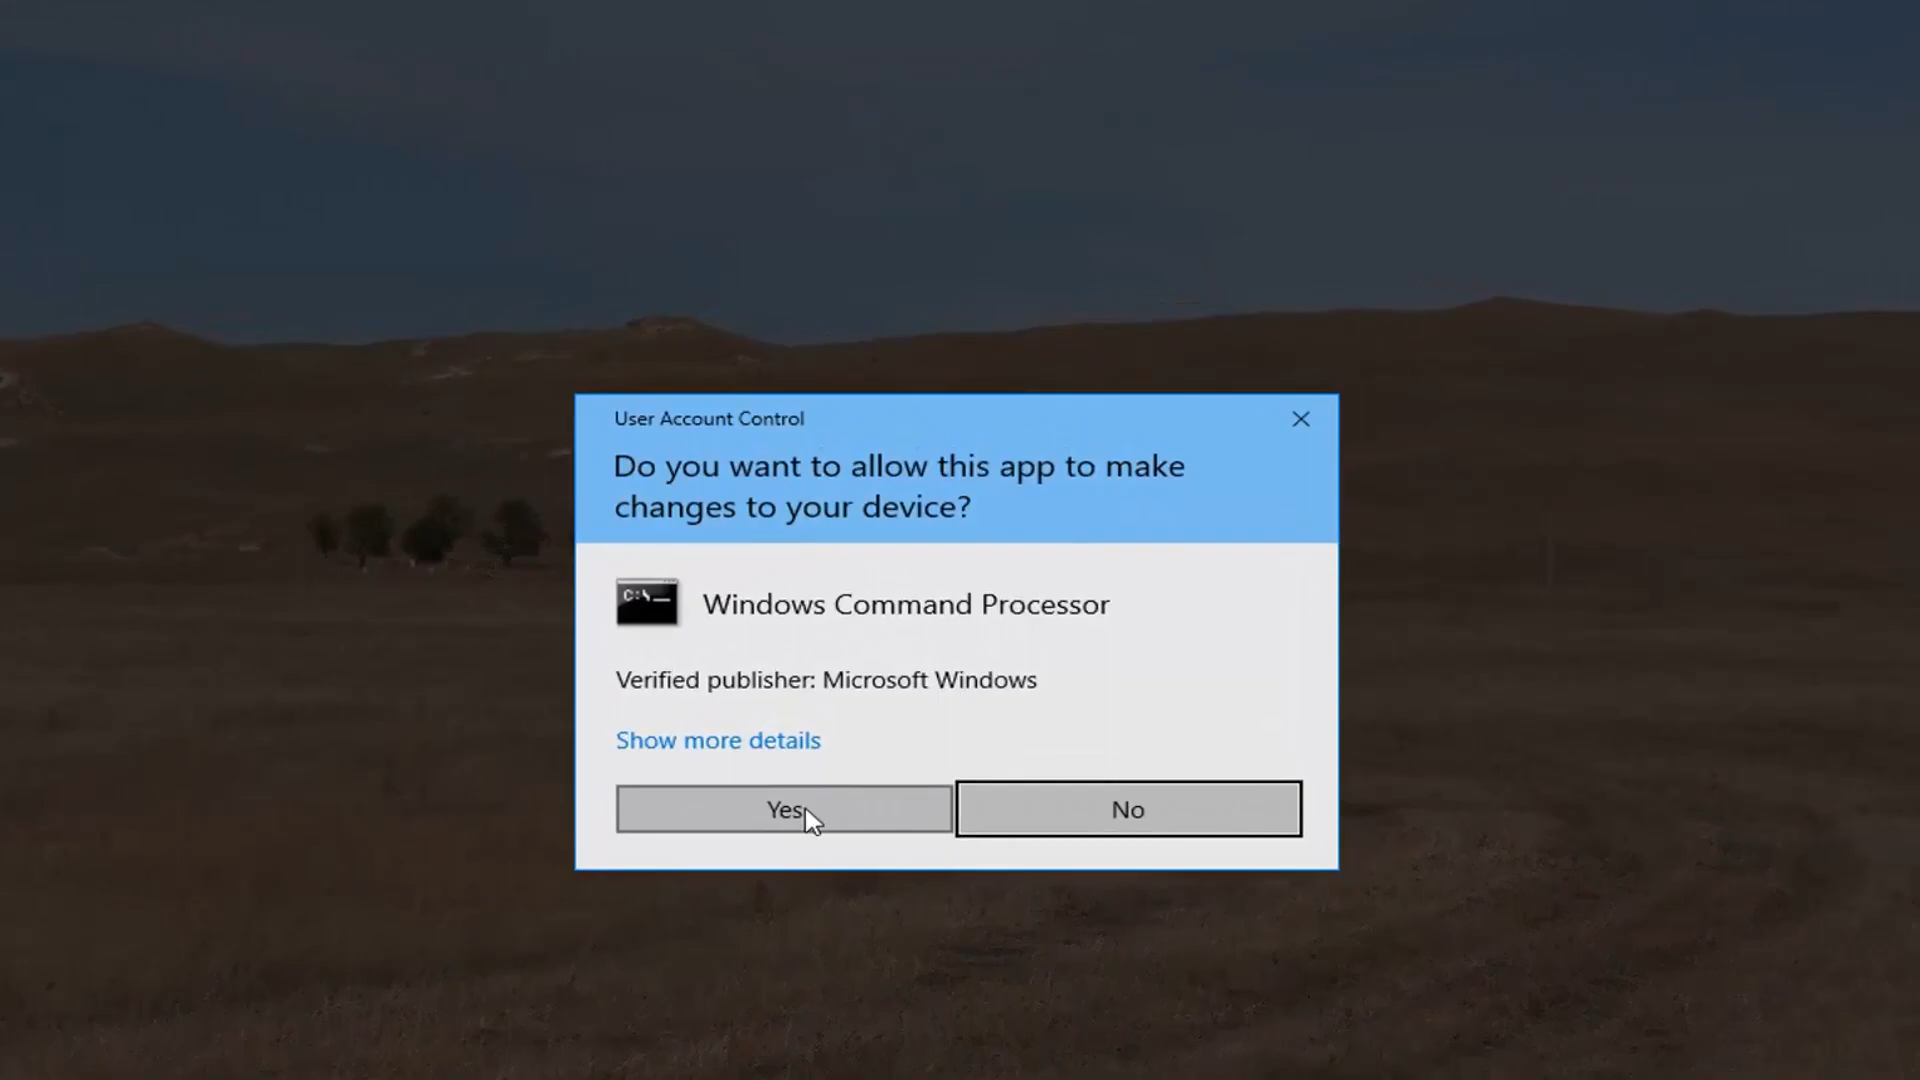 User Account Control
Do you want to allow this app to make
changes to your device?
C:\_
Windows Command Processor
Verified publisher: Microsoft Windows
Show more details
Yes
No